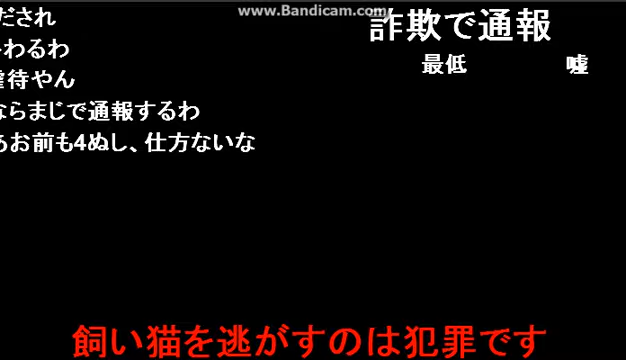 www.Bandicam.com
だされ
詐欺で通報
わるわ
最低 嘘
虐待やん
ならまじで通報するわ
あお前も4ぬし、仕方ないな
飼い猫を逃がすのは犯罪です